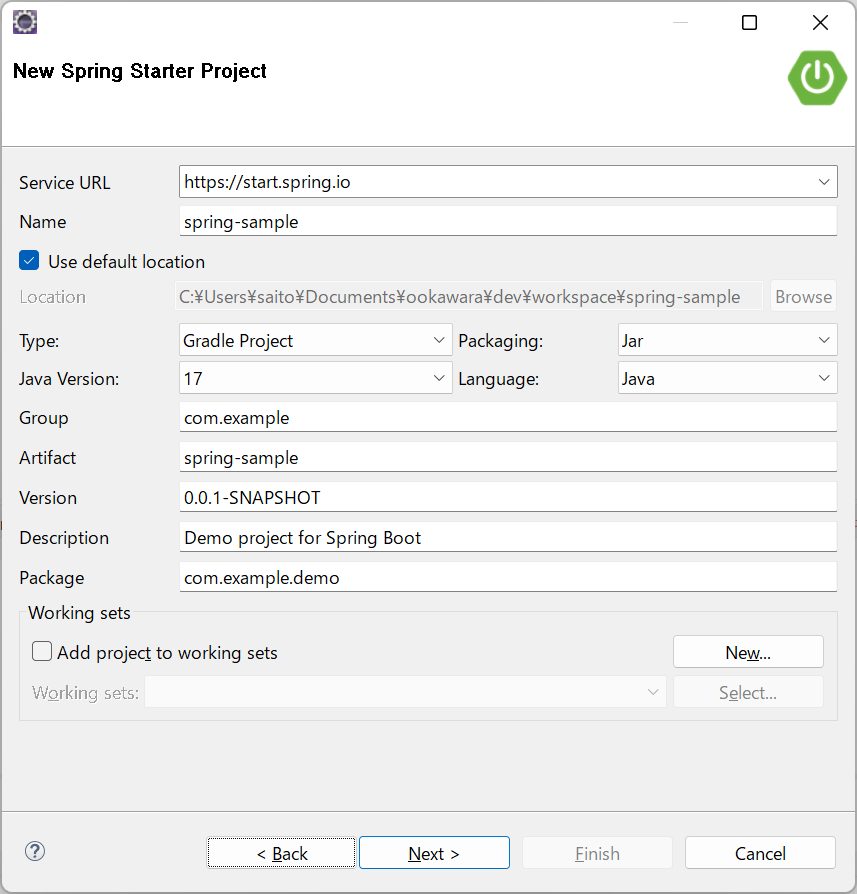 New Spring Starter Project
Service URL https://start.spring.io
Name spring-sample
Use default location
Location C:¥Users¥saito¥Documents¥ookawara¥dev¥workspace¥spring-sample Browse
Type: Gradle Project Packaging: Jar
Java Version: 17 Language: Java
Group com.example
Artifact spring-sample
Version 0.0.1-SNAPSHOT
Description Demo project for Spring Boot
Package com.example.demo
Working sets
Add project to working sets New...
Working sets: Select...
< Back Next > Finish Cancel